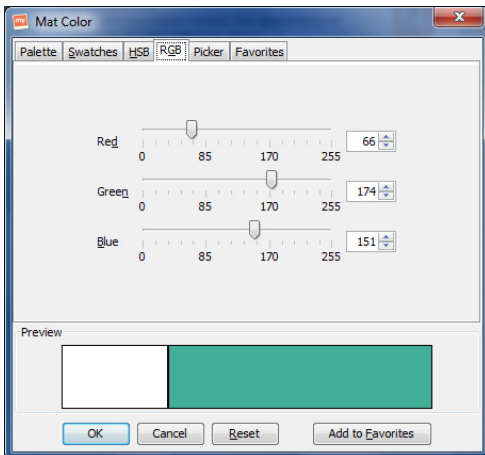 my Mat Color X
Palette Swatches HSB RGB Picker Favorites
Red 66
0 85 170 255
Green 174
0 85 170 255
Blue 151
0 85 170 255
Preview
OK Cancel Reset Add to Favorites